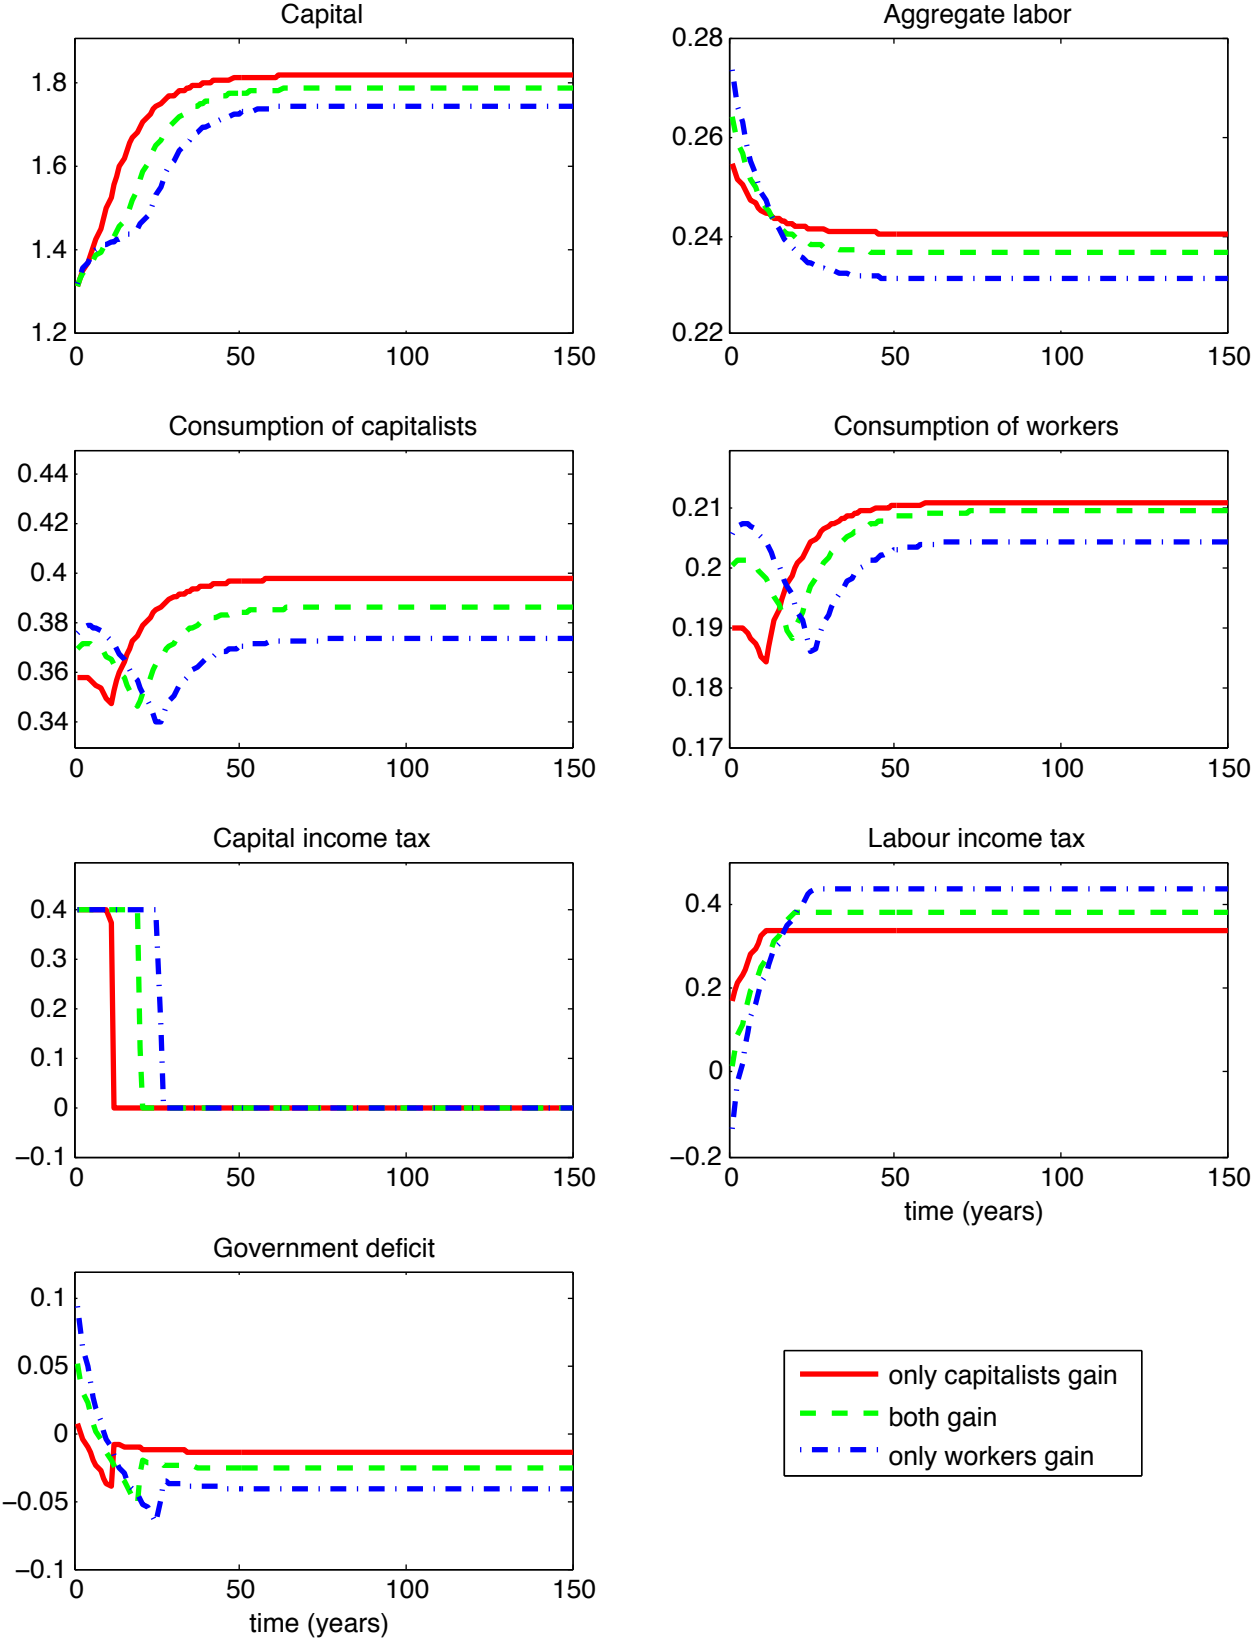 Capital
1.8
1.6
1.4
1.2
0 50 100 150
Aggregate labor
0.28
0.26
0.24
0.22
0 50 100 150
Consumption of capitalists
0.44
0.42
0.4
0.38
0.36
0.34
0 50 100 150
Consumption of workers
0.21
0.2
0.19
0.18
0.17
0 50 100 150
Capital income tax
0.4
0.3
0.2
0.1
0
−0.1
0 50 100 150
Labour income tax
0.4
0.2
0
−0.2
0 50 100 150
time (years)
Government deficit
0.1
0.05
0
−0.05
−0.1
0 50 100 150
time (years)
only capitalists gain
both gain
only workers gain